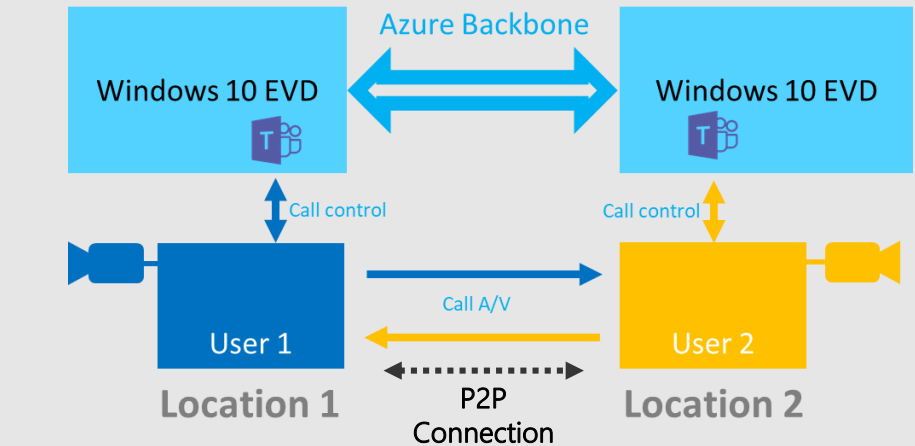 Azure Backbone
Windows 10 EVD
Windows 10 EVD
T
T
Call control
Call control
Call A/V
User 1
User 2
Location 1
P2P
Connection
Location 2